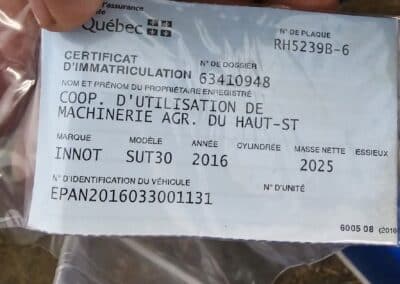 l'assurance
Québec
N° DE PLAQUE
RH5239B-6
CERTIFICAT
D'IMMATRICULATION
N° DE DOSSIER
63410948
NOM ET PRÉNOM DU PROPRIÉTAIRE ENREGISTRÉ
COOP. D'UTILISATION DE
MACHINERIE AGR. DU HAUT-ST
MARQUE MODÈLE ANNÉE CYLINDRÉE MASSE NETTE ESSIEUX
INNOT SUT30 2016 2025
N° D'IDENTIFICATION DU VÉHICULE N° D'UNITÉ
EPAN2016033001131
6005 08